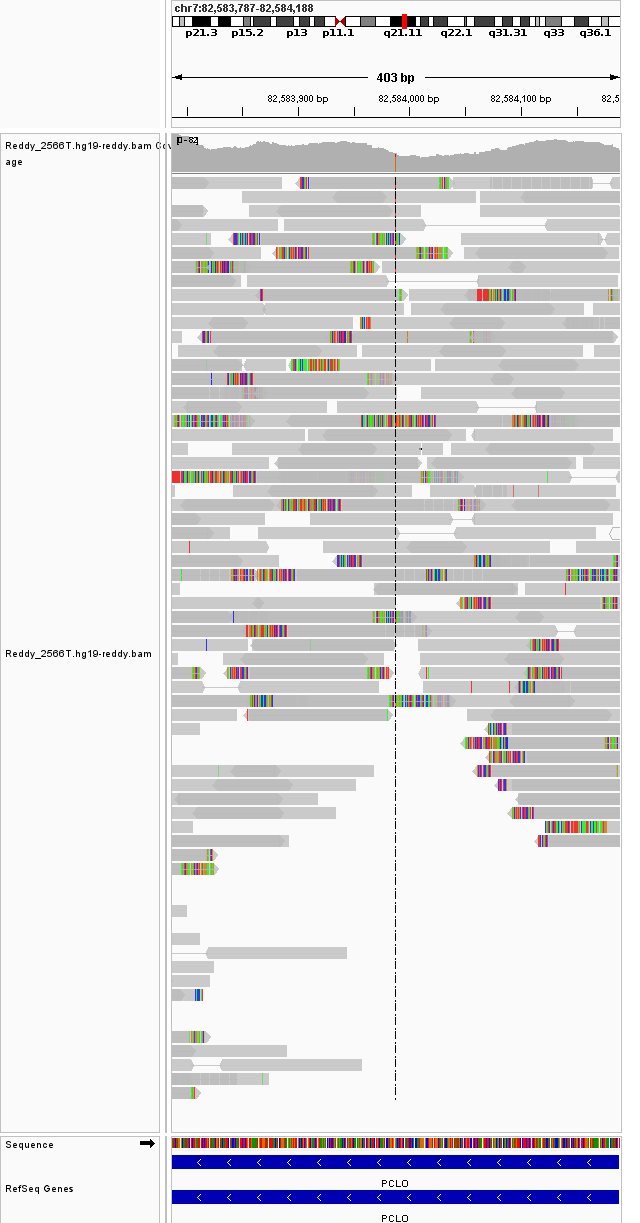 chr7:82,583,787-82,584,188
p21.3 p15.2 p13 p11.1 q21.11 q22.1 q31.31 q33 q36.1
403 bp
82,583,900 bp 82,584,000 bp 82,584,100 bp 82,5
Reddy_2566T.hg19-reddy.bam Cov
age
[0-82]
Reddy_2566T.hg19-reddy.bam
Sequence
RefSeq Genes
PCLO
PCLO